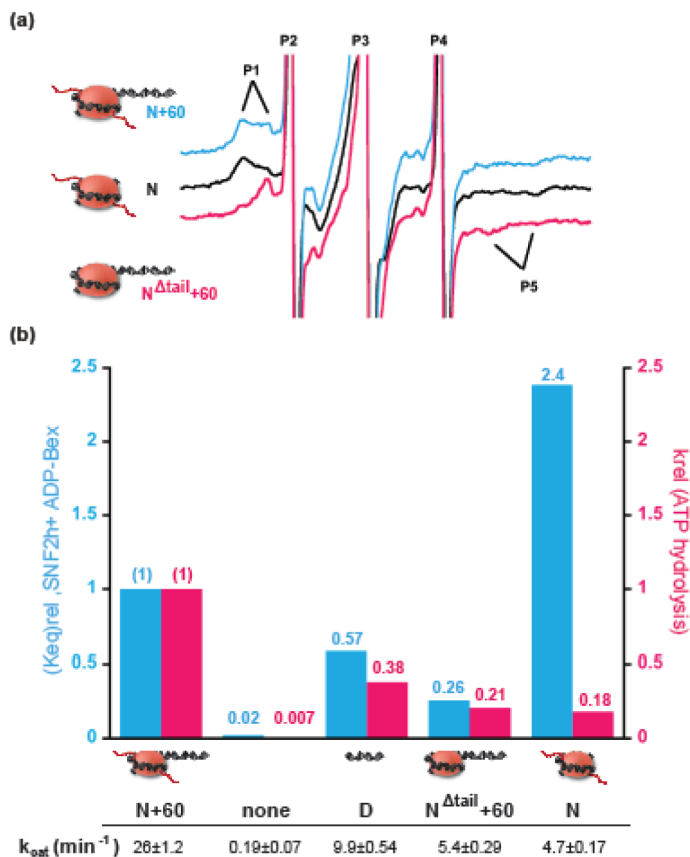 (a)
P2 P3 P4
P1
N+60
N
N Δtail +60
P5
(b)
2.5 2.5
2.4
2 2
1.5 1.5
(Keq)rel ,SNF2h+ ADP-Bex
krel (ATP hydrolysis)
(1) (1)
1 1
0.57
0.5 0.38 0.5
0.26 0.21 0.18
0.02 0.007
0 0
N+60 none D N Δtail +60 N
kcat (min -1) 26±1.2 0.19±0.07 9.9±0.54 5.4±0.29 4.7±0.17